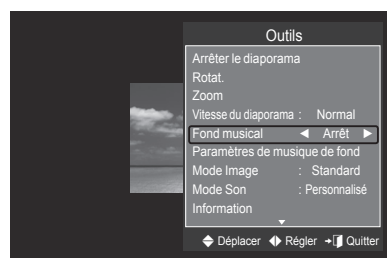 Outils
Arrêter le diaporama
Rotat.
Zoom
Vitesse du diaporama : Normal
Fond musical ◄ Arrêt ►
Paramètres de musique de fond
Mode Image : Standard
Mode Son : Personnalisé
Information
Déplacer Régler Quitter